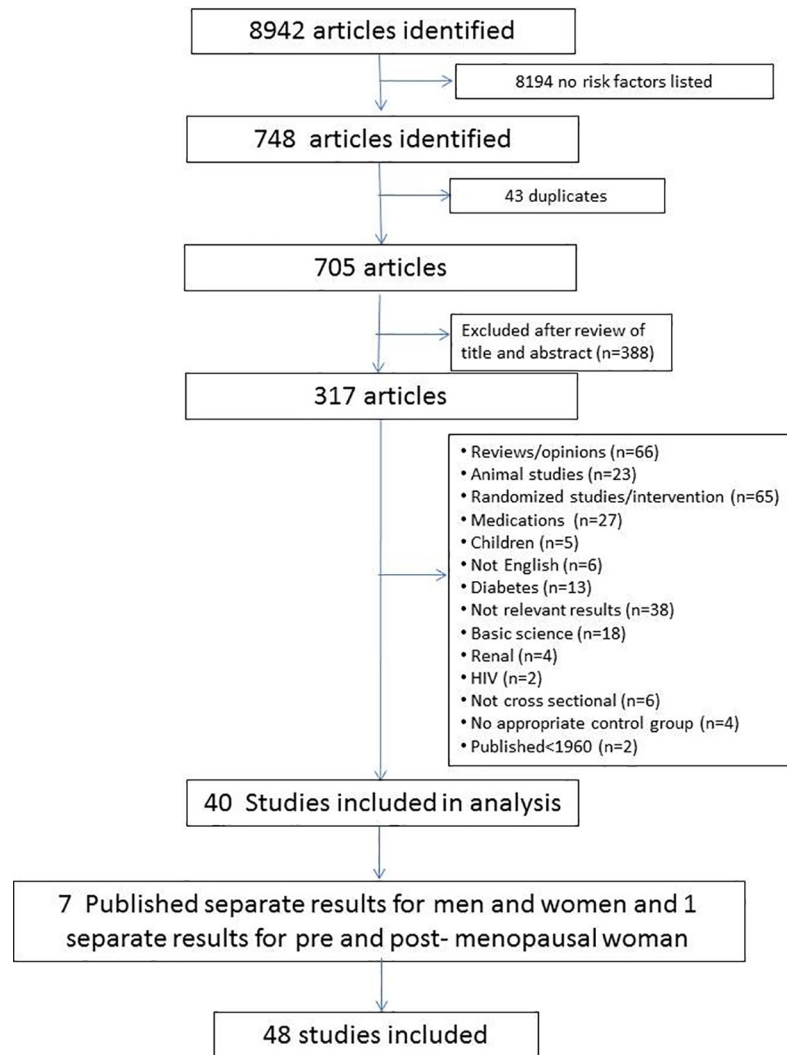 8942 articles identified
8194 no risk factors listed
748 articles identified
43 duplicates
705 articles
Excluded after review of
title and abstract (n=388)
317 articles
• Reviews/opinions (n=66)
• Animal studies (n=23)
• Randomized studies/intervention (n=65)
• Medications (n=27)
• Children (n=5)
• Not English (n=6)
• Diabetes (n=13)
• Not relevant results (n=38)
• Basic science (n=18)
• Renal (n=4)
• HIV (n=2)
• Not cross sectional (n=6)
• No appropriate control group (n=4)
• Published<1960 (n=2)
40 Studies included in analysis
7 Published separate results for men and women and 1
separate results for pre and post- menopausal woman
48 studies included